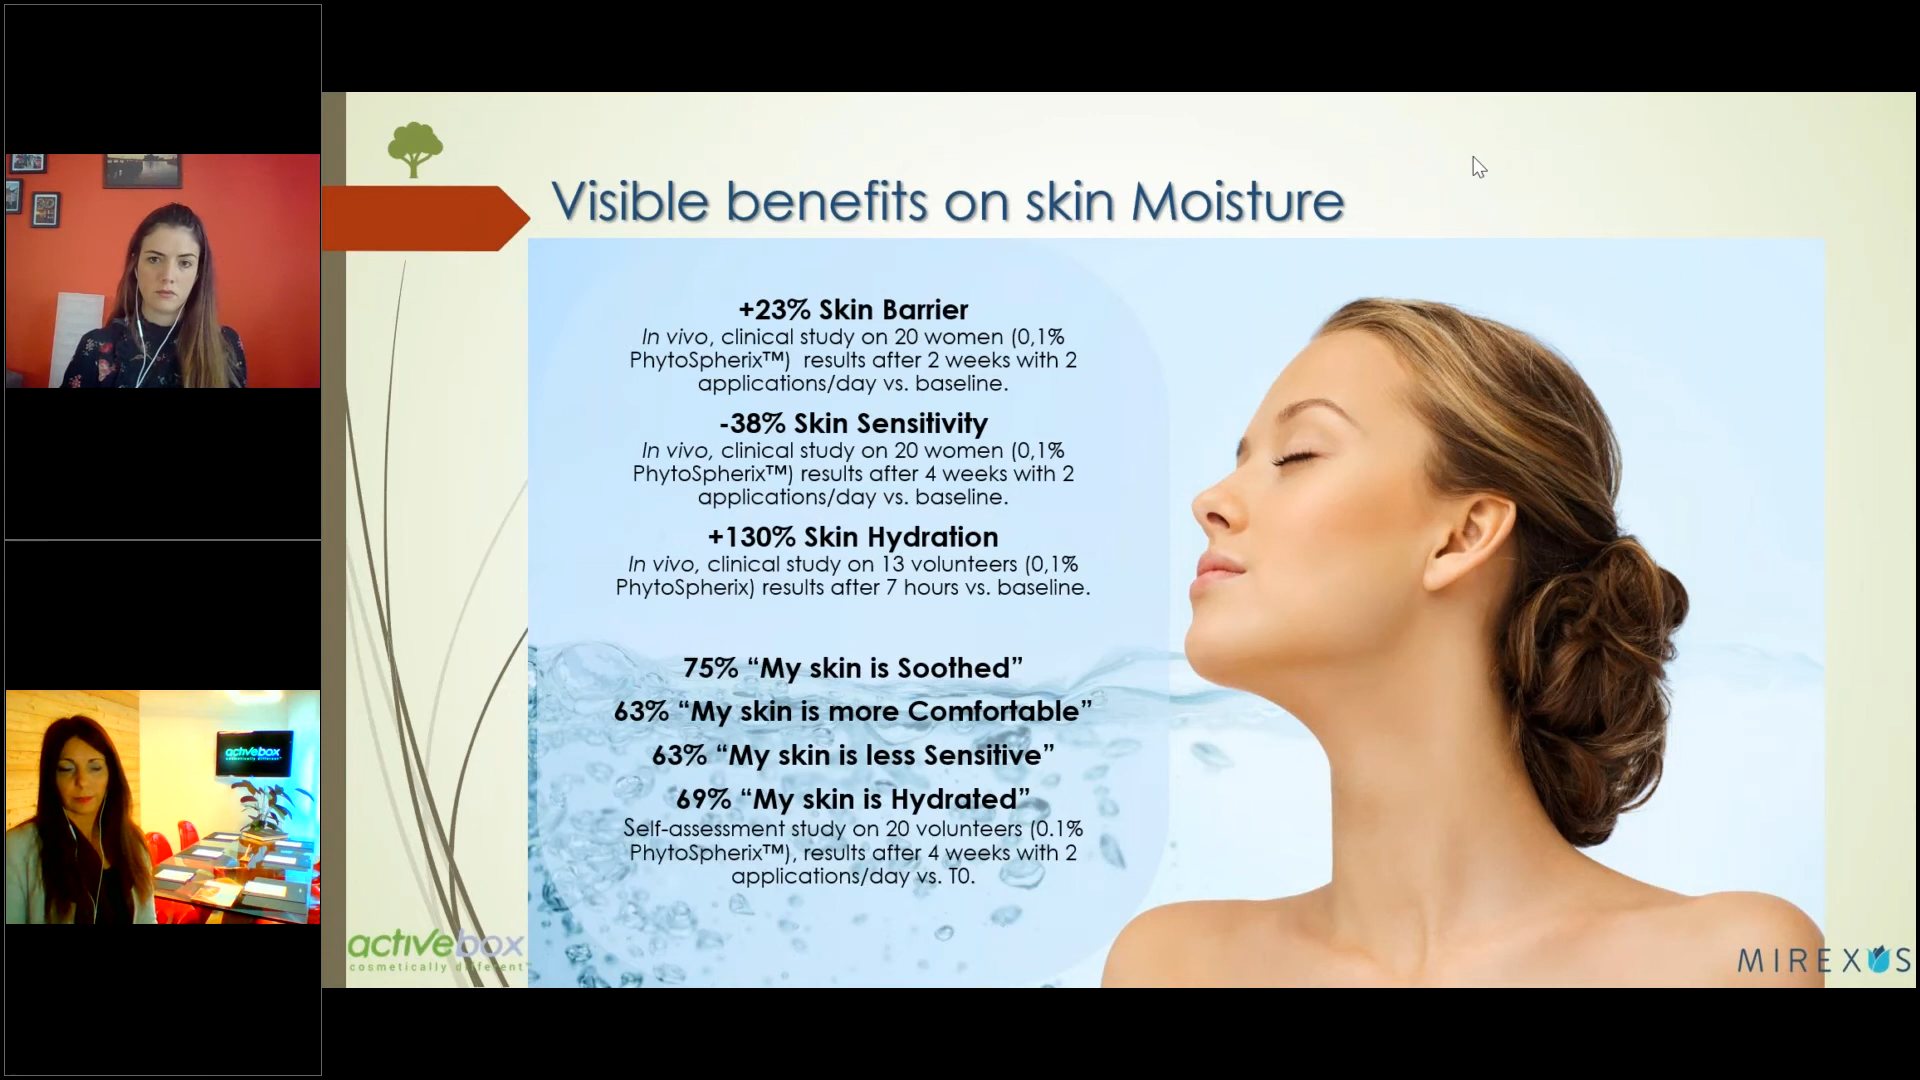 Visible benefits on skin Moisture
+23% Skin Barrier
In vivo, clinical study on 20 women (0,1%
PhytoSpherix™) results after 2 weeks with 2
applications/day vs. baseline.
-38% Skin Sensitivity
In vivo, clinical study on 20 women (0,1%
PhytoSpherix™) results after 4 weeks with 2
applications/day vs. baseline.
+130% Skin Hydration
In vivo, clinical study on 13 volunteers (0,1%
PhytoSpherix) results after 7 hours vs. baseline.
75% “My skin is Soothed”
63% “My skin is more Comfortable”
63% “My skin is less Sensitive”
69% “My skin is Hydrated”
Self-assessment study on 20 volunteers (0.1%
PhytoSpherix™), results after 4 weeks with 2
applications/day vs. T0.
activebox
cosmetically different™
MIREXUS
activebox
cosmetically different™